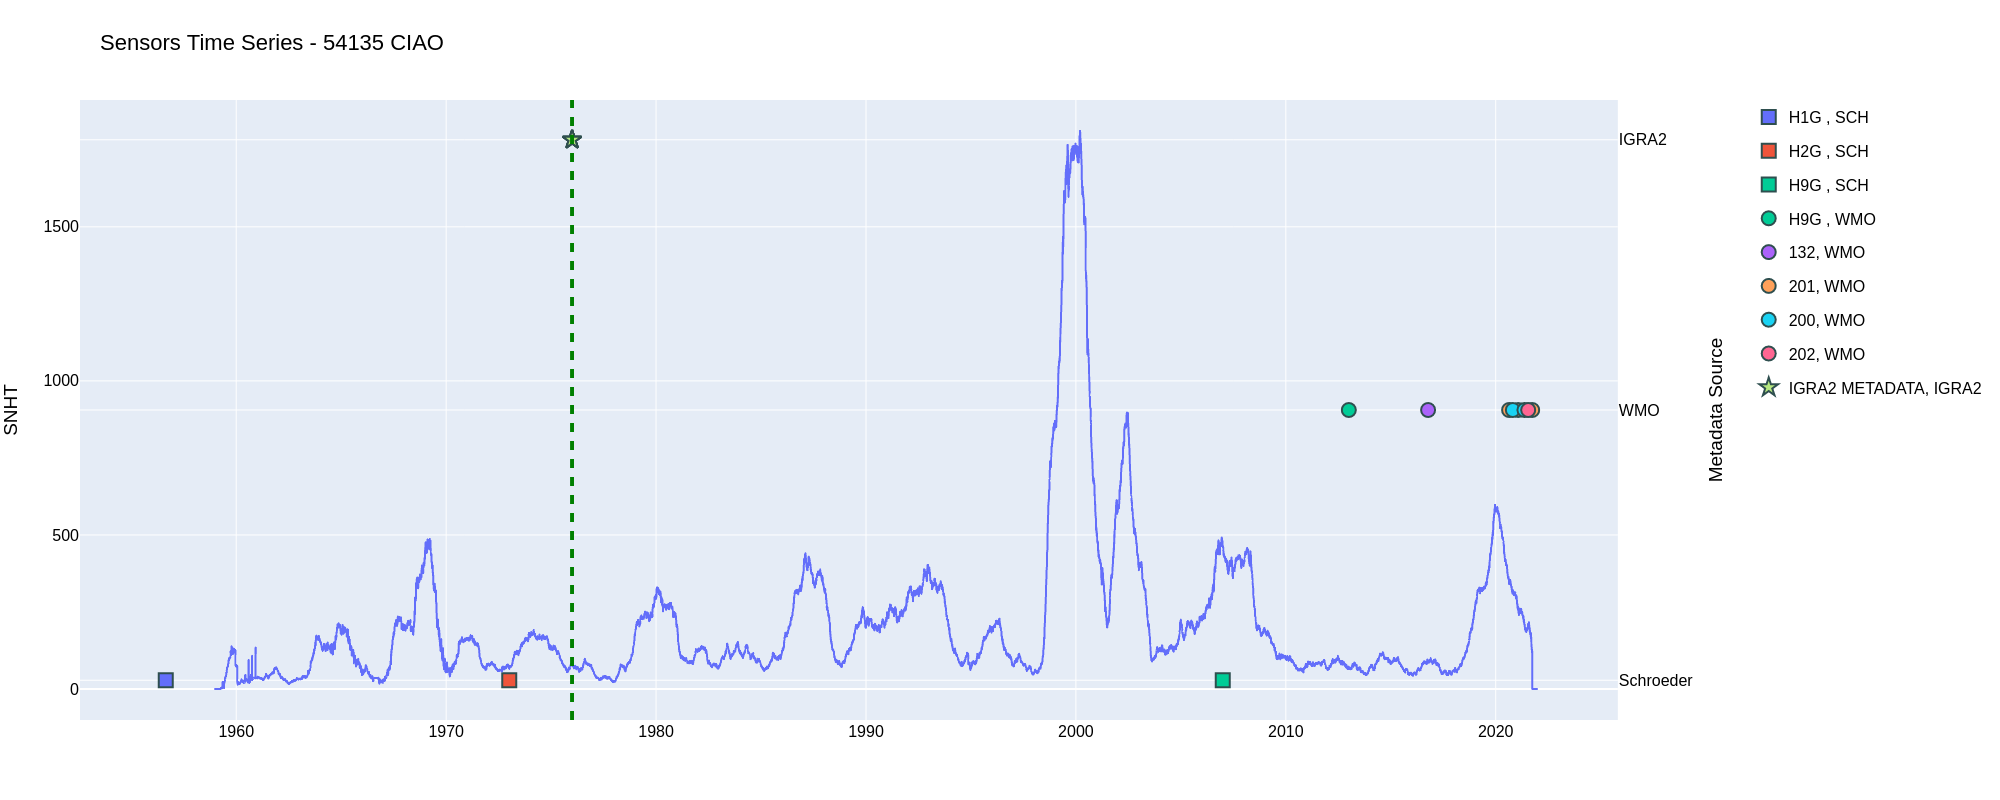 Sensors Time Series - 54135 CIAO
SNHT
1500
1000
500
0
1960
1970
1980
1990
2000
2010
2020
IGRA2
WMO
Schroeder
Metadata Source
H1G , SCH
H2G , SCH
H9G , SCH
H9G , WMO
132, WMO
201, WMO
200, WMO
202, WMO
IGRA2 METADATA, IGRA2